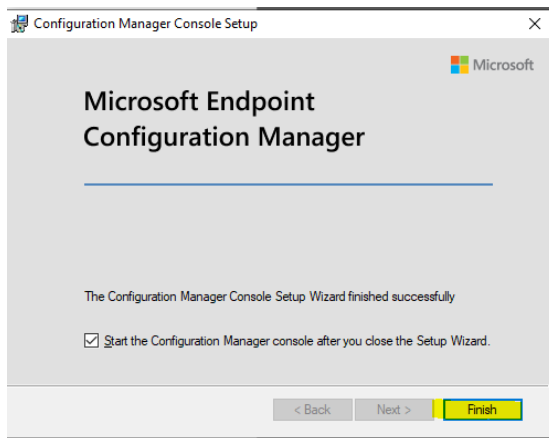 Configuration Manager Console Setup
Microsoft
Microsoft Endpoint
Configuration Manager
The Configuration Manager Console Setup Wizard finished successfully
Start the Configuration Manager console after you close the Setup Wizard.
< Back Next > Finish